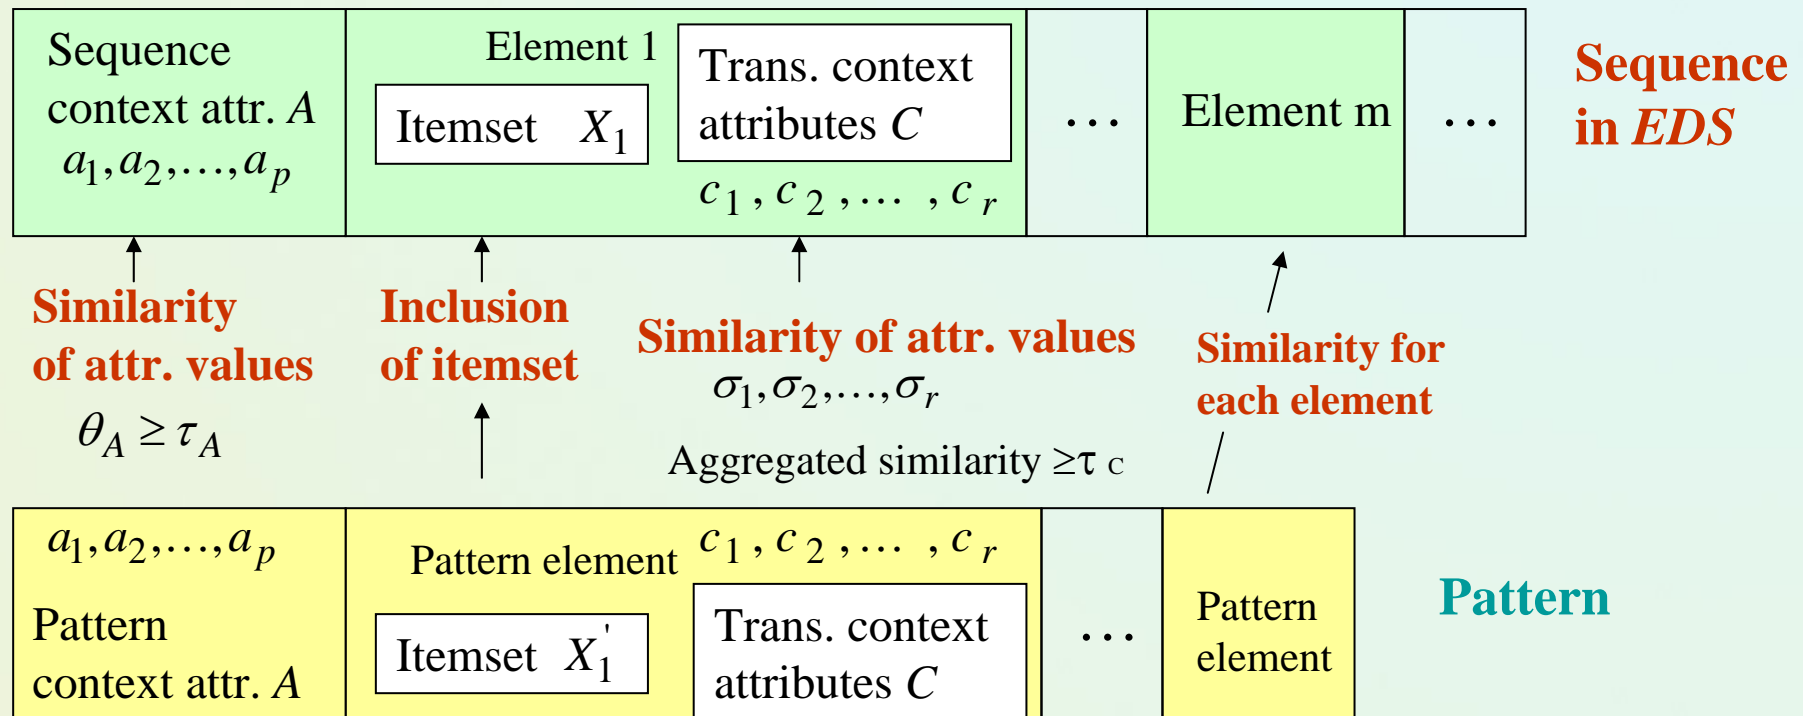 Sequence
context attr. A
a1,a2,…,ap
Element 1
Itemset X1
Trans. context
attributes C
c1, c2, … , cr
…
Element m
…
Sequence
in EDS
Similarity
of attr. values
θA ≥ τA
Inclusion
of itemset
Similarity of attr. values
σ1,σ2,…,σr
Aggregated similarity ≥τ C
Similarity for
each element
a1,a2,…,ap
Pattern
context attr. A
Pattern element
Itemset X1'
c1, c2, … , cr
Trans. context
attributes C
…
Pattern
element
Pattern